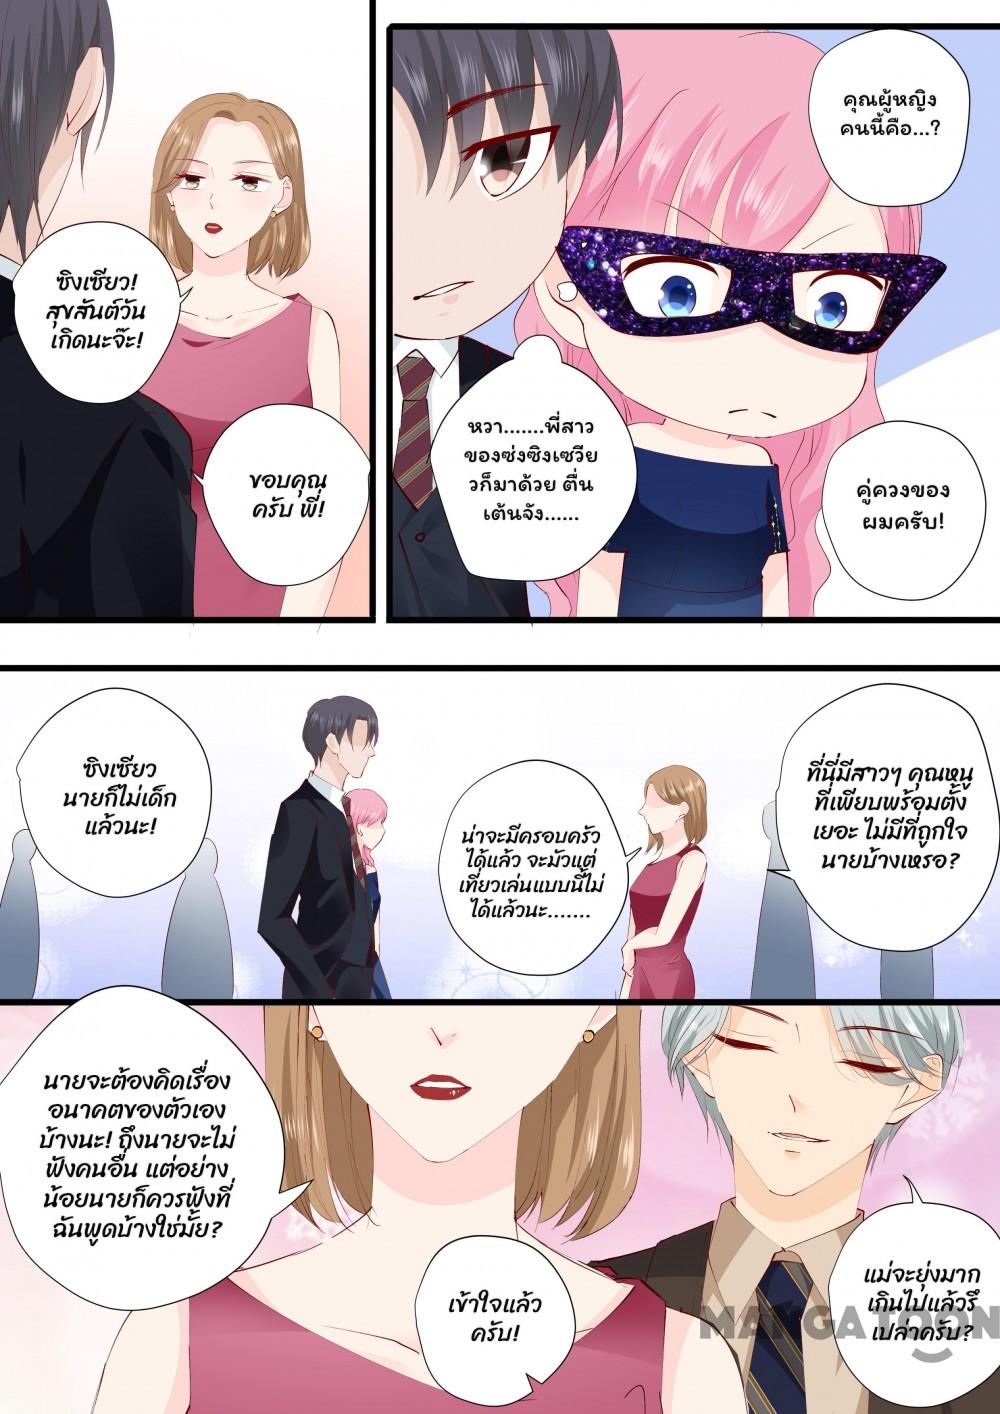 ซิงเซียว!
สุขสันต์วัน
เกิดนะจ๊ะ!
ขอบคุณ
ครับ พี่!
คุณผู้หญิง
คนนี้คือ...?
หวา.......พี่สาว
ของซ่งซิงเซวีย
วก็มาด้วย ตื่น
เต้นจัง......
คู่ควงของ
ผมครับ!
ซิงเซียว
นายก็ไม่เด็ก
แล้วนะ!
น่าจะมีครอบครัว
ได้แล้ว จะมัวแต่
เที่ยวเล่นแบบนี้ไม่
ได้แล้วนะ.......
ที่นี่มีสาวๆ คุณหนู
ที่เพียบพร้อมตั้ง
เยอะ ไม่มีที่ถูกใจ
นายบ้างเหรอ?
นายจะต้องคิดเรื่อง
อนาคตของตัวเอง
บ้างนะ! ถึงนายจะไม่
ฟังคนอื่น แต่อย่าง
น้อยนายก็ควรฟังที่
ฉันพูดบ้างใช่มั้ย?
เข้าใจแล้ว
ครับ!
แม่จะยุ่งมาก
เกินไปแล้วรึ
เปล่าครับ?
MANGATOON